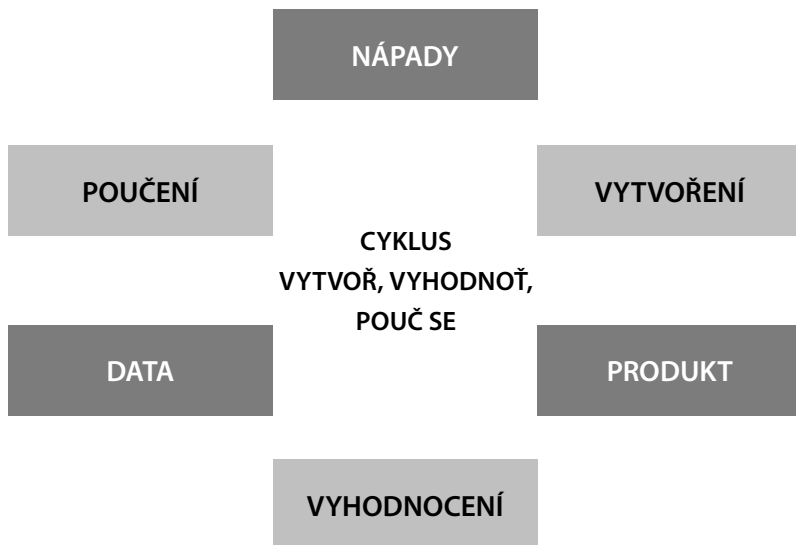 NÁPADY
POUČENÍ
VYTVOŘENÍ
CYKLUS
VYTVOŘ, VYHODNOŤ,
POUČ SE
DATA
PRODUKT
VYHODNOCENÍ